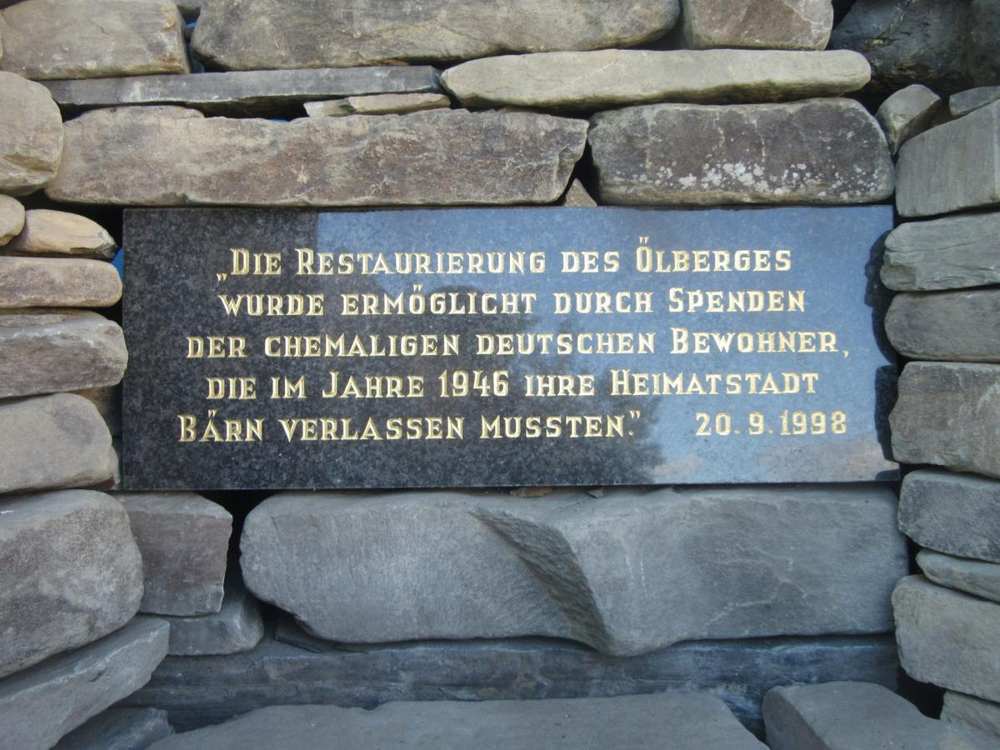 „Die Restaurierung des Ölberges
wurde ermöglicht durch Spenden
der chemaligen deutschen Bewohner,
die im Jahre 1946 ihre Heimatstadt
Bärn verlassen mussten.” 20.9.1998